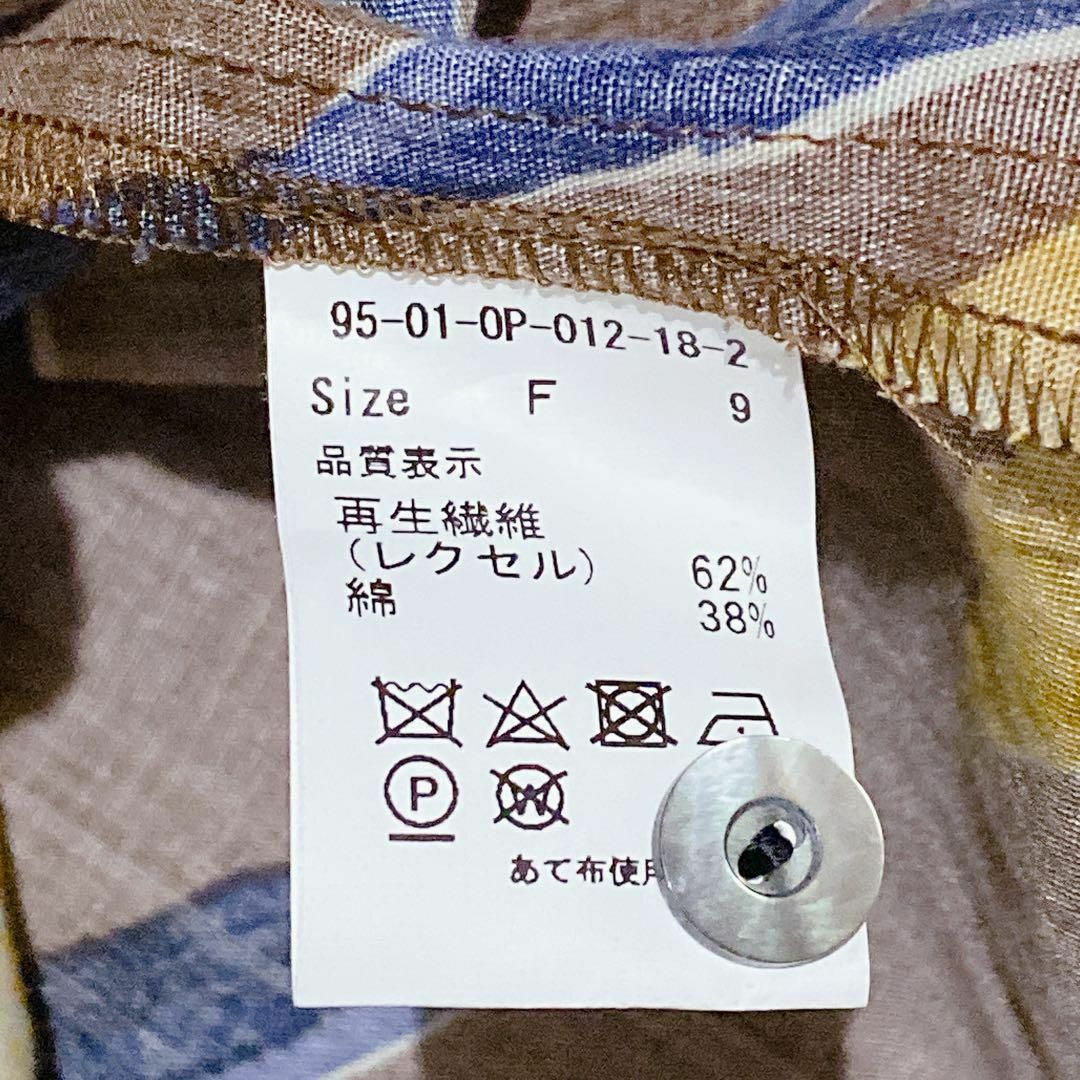 95-01-OP-012-18-2
Size F 9
品質表示
再生繊維
(レクセル) 62%
綿 38%
P
W
あて布使用